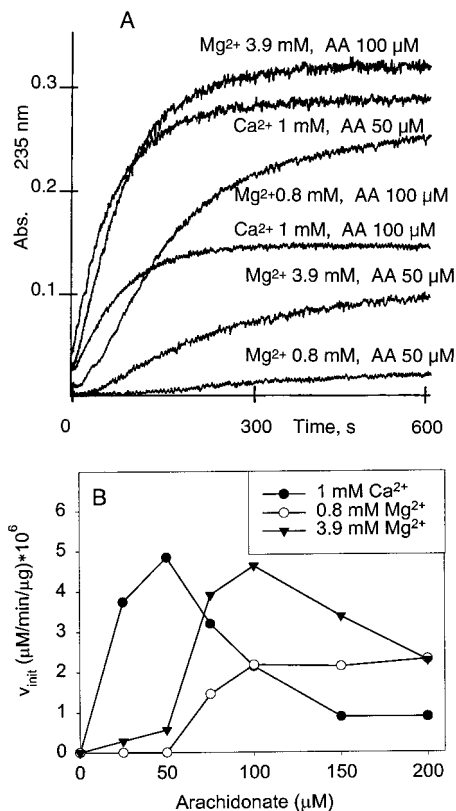 A
Mg²⁺ 3.9 mM, AA 100 µM
0.3
Ca²⁺ 1 mM, AA 50 µM
Abs. 235 nm
0.2
Mg²⁺0.8 mM, AA 100 µM
Ca²⁺ 1 mM, AA 100 µM
0.1
Mg²⁺ 3.9 mM, AA 50 µM
Mg²⁺ 0.8 mM, AA 50 µM
0 300 Time, s 600
B
1 mM Ca²⁺
0.8 mM Mg²⁺
3.9 mM Mg²⁺
6
5
4
3
2
1
0
v_init (µM/min/µg)*10⁶
0 50 100 150 200
Arachidonate (µM)